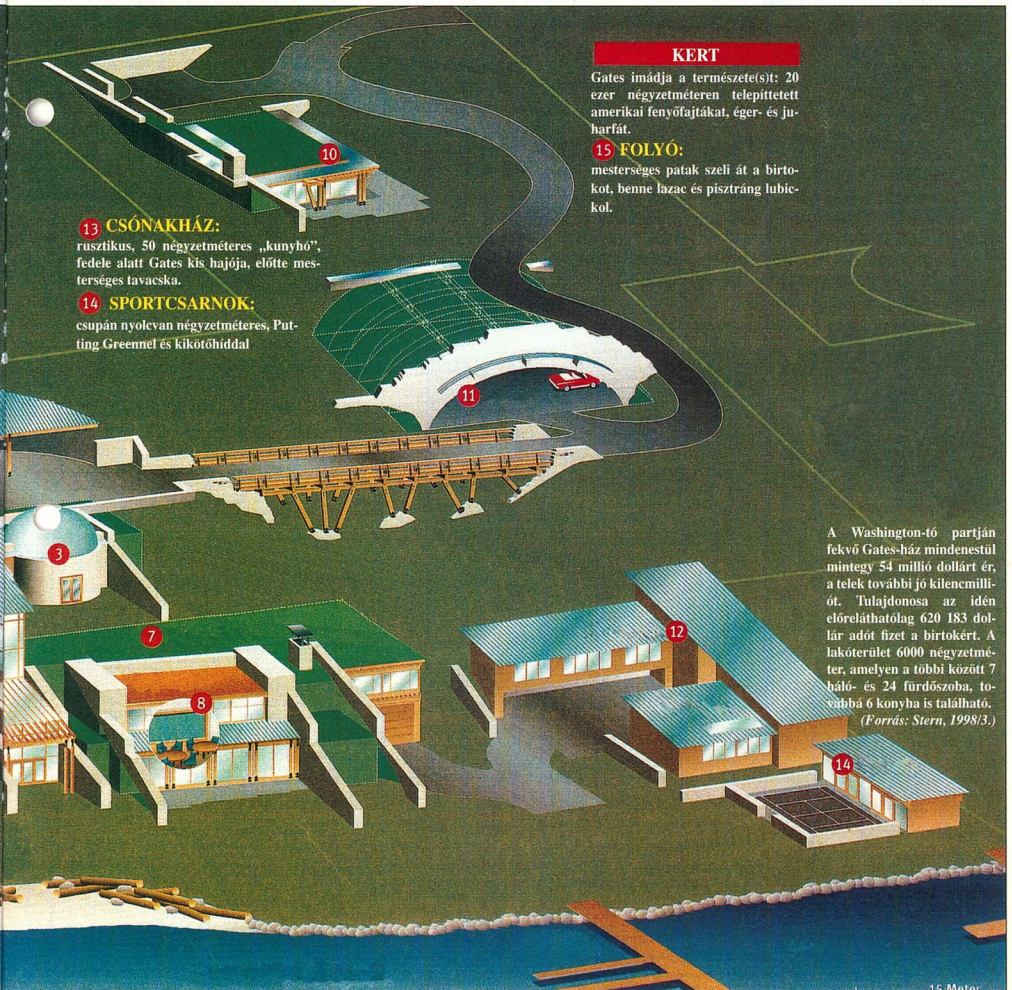 KERT
Gates imádja a természete(s)t: 20
ezer négyzetméteren telepíttetett
amerikai fenyőfajtákat, éger- és ju-
harfát.
15 FOLYÓ:
mesterséges patak szeli át a birto-
kot, benne lazac és pisztráng lubic-
kol.
10
13 CSÓNAKHÁZ:
rusztikus, 50 négyzetméteres „kunyhó”,
fedele alatt Gates kis hajója, előtte mes-
terséges tavacska.
14 SPORTCSARNOK:
csupán nyolcvan négyzetméteres, Put-
ting Greennel és kikötőhíddal
11
3
7
8
12
14
A Washington-tó partján
fekvő Gates-ház mindenestül
mintegy 54 millió dollárt ér,
a telek további jó kilencmilli-
ót. Tulajdonosa az idén
előreláthatólag 620 183 dol-
lár adót fizet a birtokért. A
lakóterület 6000 négyzetmé-
ter, amelyen a többi között 7
háló- és 24 fürdőszoba, to-
vábbá 6 konyha is található.
(Forrás: Stern, 1998/3.)
15 Meter